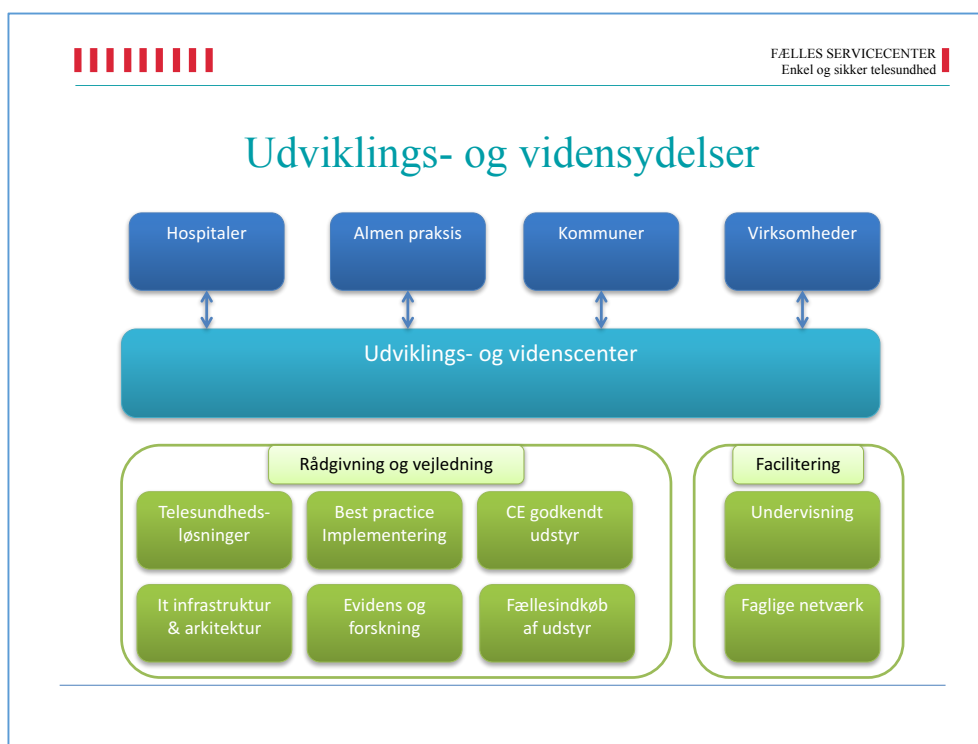 FÆLLES SERVICECENTER
Enkel og sikker telesundhed
Udviklings- og vidensydelser
Hospitaler
Almen praksis
Kommuner
Virksomheder
Udviklings- og videnscenter
Rådgivning og vejledning
Telesundheds-
løsninger
Best practice
Implementering
CE godkendt
udstyr
It infrastruktur
& arkitektur
Evidens og
forskning
Fællesindkøb
af udstyr
Facilitering
Undervisning
Faglige netværk